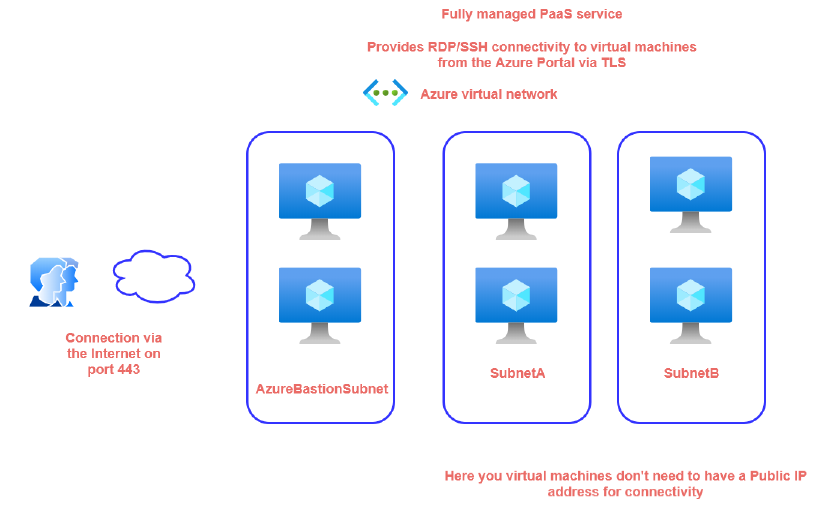 Fully managed PaaS service
Provides RDP/SSH connectivity to virtual machines
from the Azure Portal via TLS
Azure virtual network
Connection via
the Internet on
port 443
AzureBastionSubnet
SubnetA
SubnetB
Here you virtual machines don't need to have a Public IP
address for connectivity